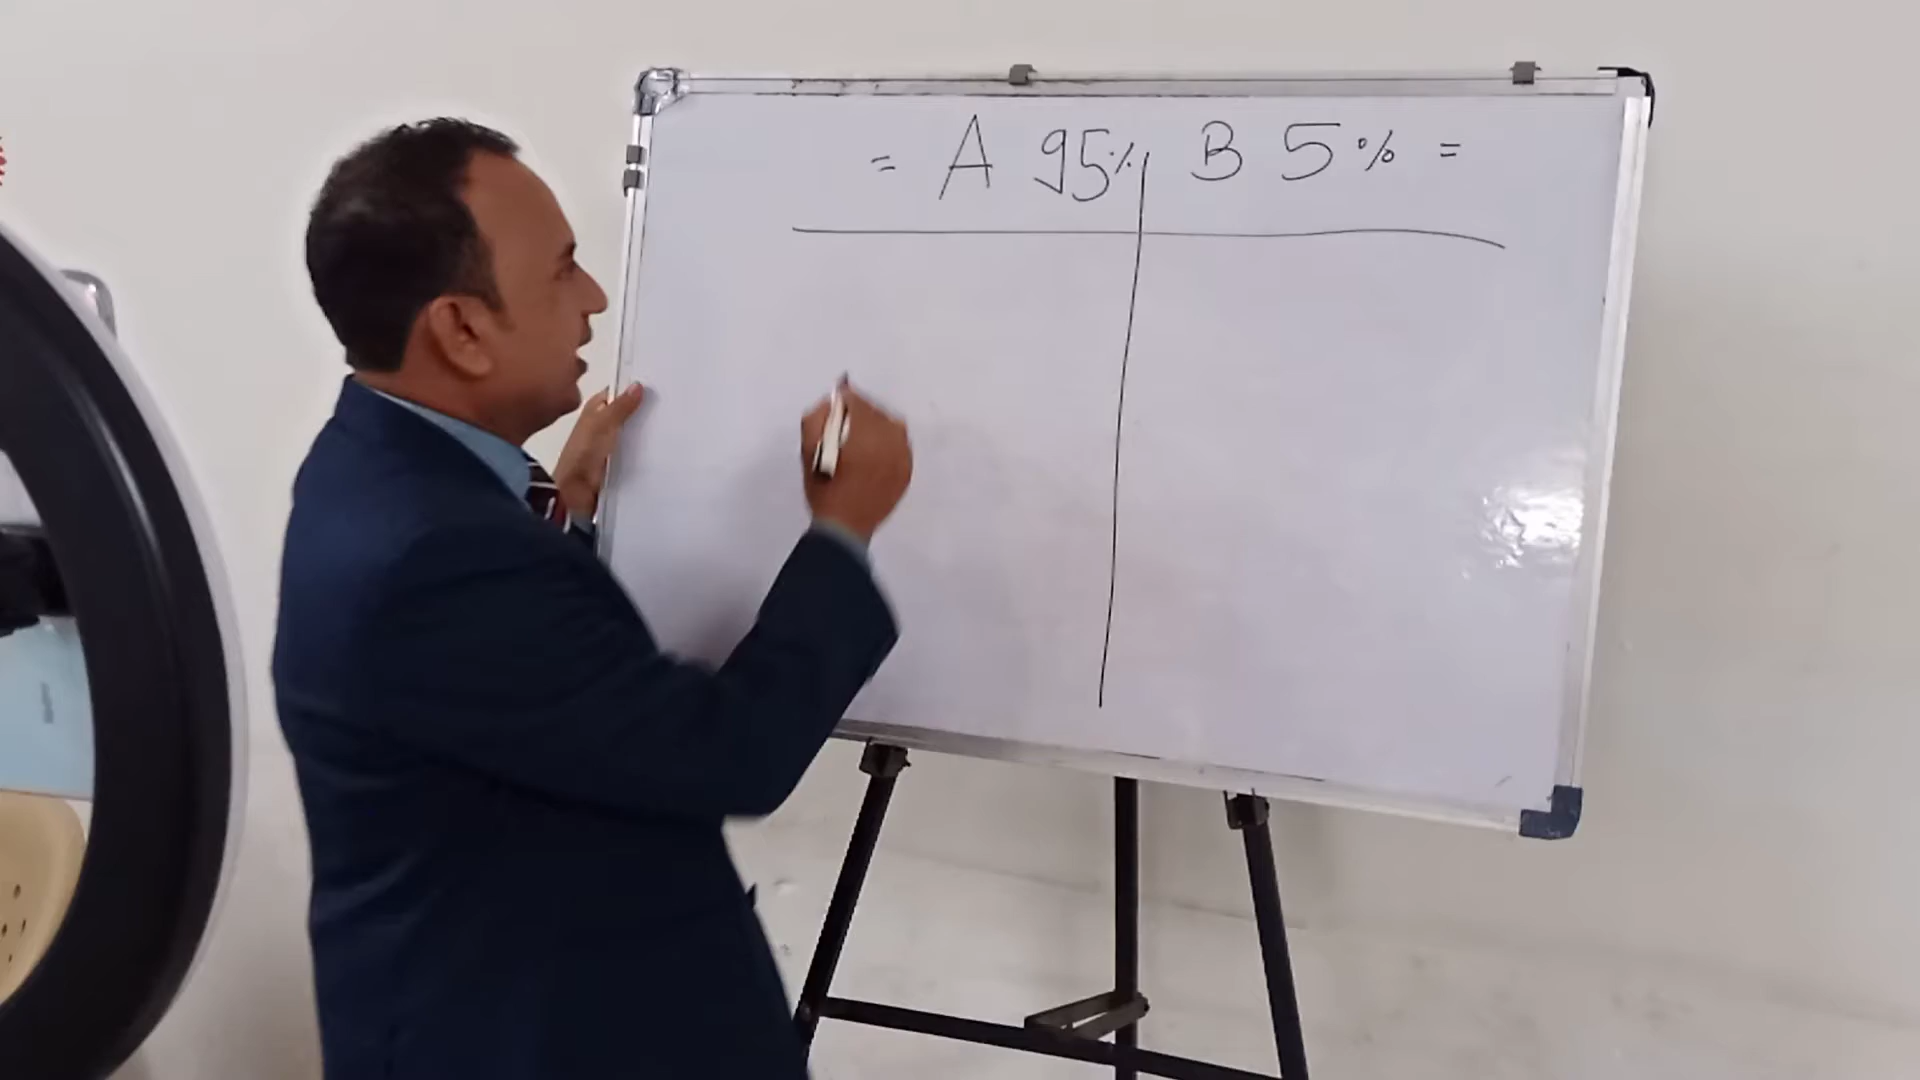 = A 95% B 5% =